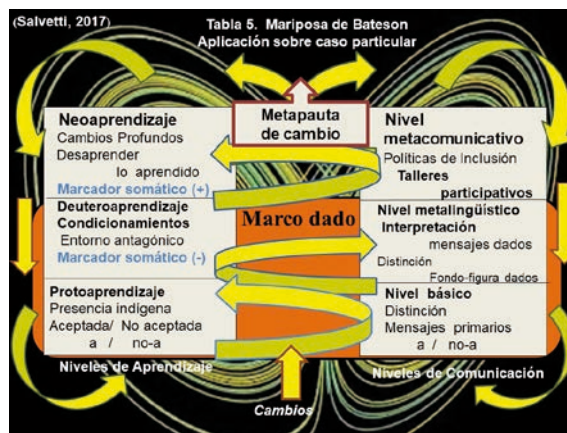 (Salvetti, 2017)
Tabla 5. Mariposa de Bateson
Aplicación sobre caso particular
Metapauta
de cambio
Neoaprendizaje
Cambios Profundos
Desaprender
lo aprendido
Marcador somático (+)
Nivel
metacomunicativo
Políticas de Inclusión
Talleres
participativos
Marco dado
Deuteroaprendizaje
Condicionamientos
Entorno antagónico
Marcador somático (-)
Nivel metalingüístico
Interpretación
mensajes dados
Distinción
Fondo-figura dados
Protoaprendizaje
Presencia indígena
Aceptada/ No aceptada
a / no-a
Nivel básico
Distinción
Mensajes primarios
a / no-a
Niveles de Aprendizaje
Niveles de Comunicación
Cambios